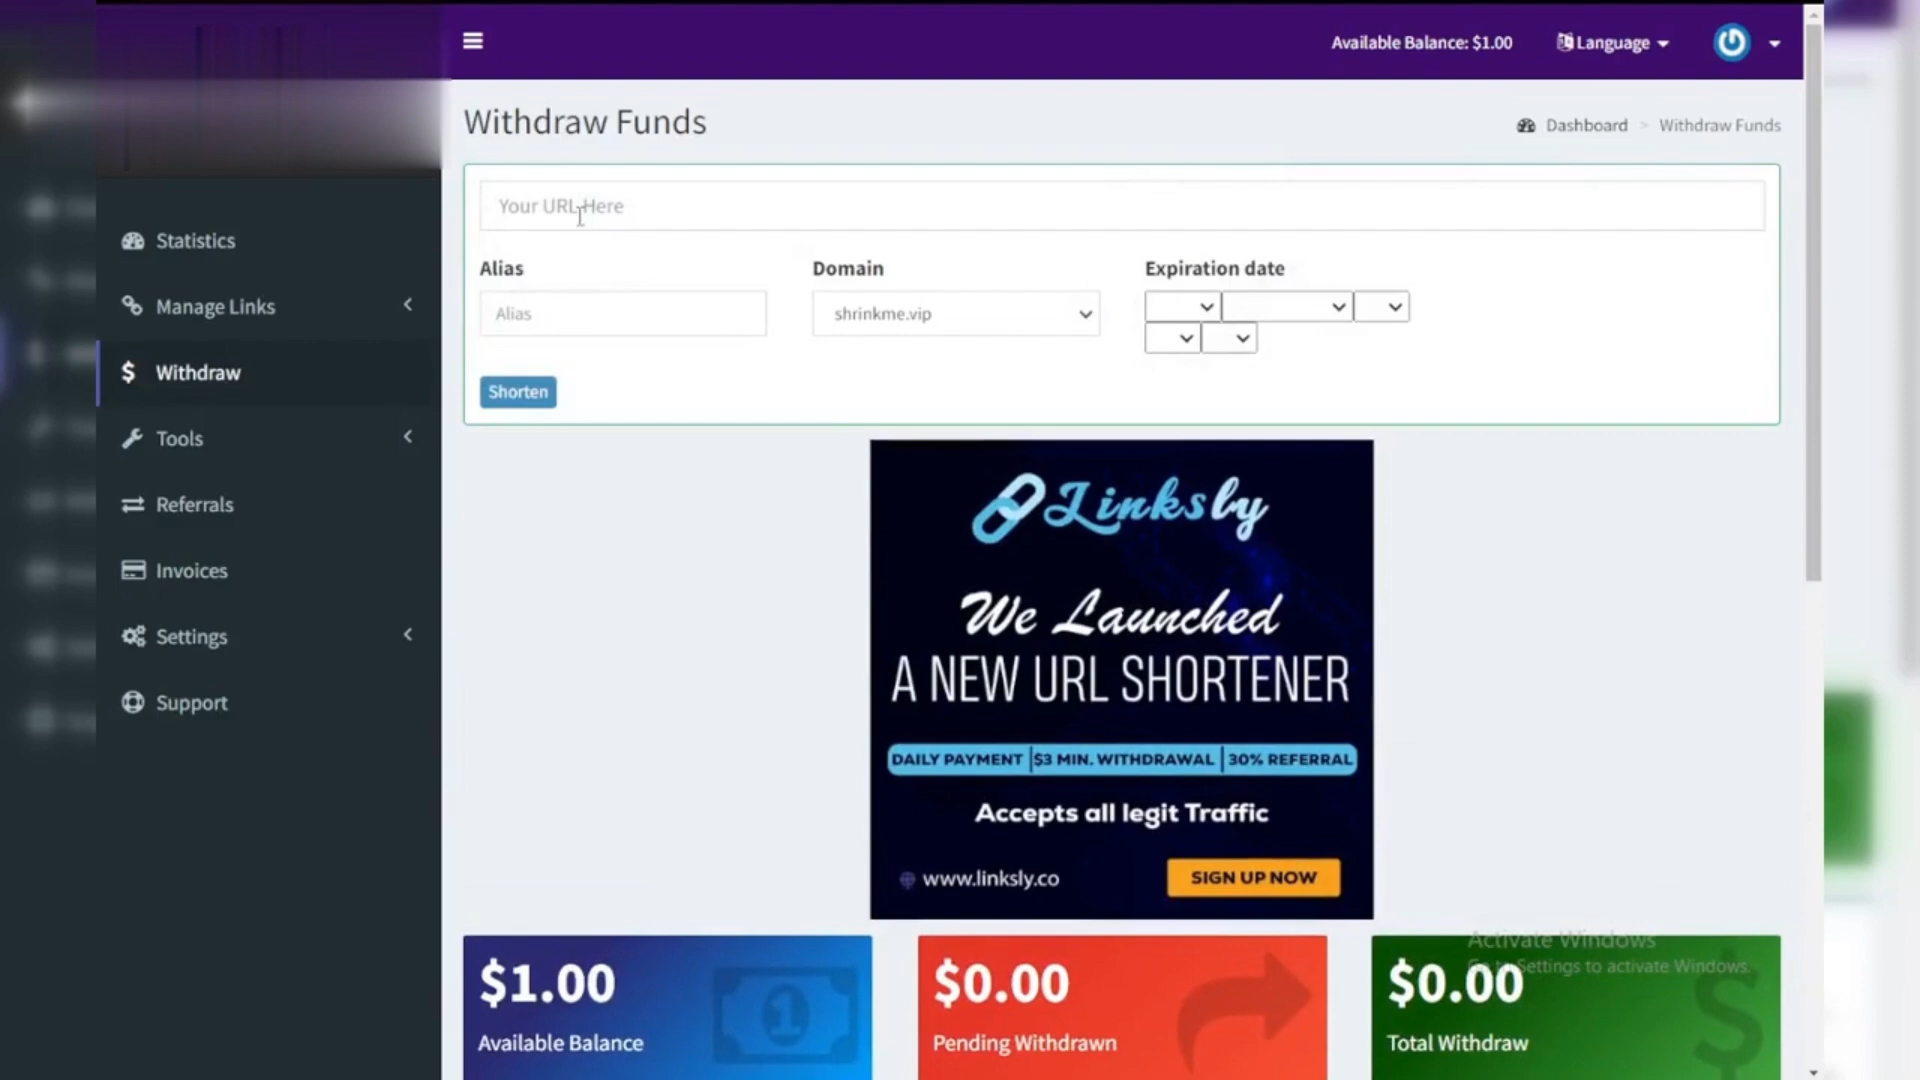 Available Balance: $1.00
Language
Withdraw Funds
Dashboard > Withdraw Funds
Your URL Here
Statistics
Manage Links
Withdraw
Tools
Referrals
Invoices
Settings
Support
Alias
Domain
Expiration date
Alias
shrinkme.vip
Shorten
Linksly
We Launched
A NEW URL SHORTENER
DAILY PAYMENT | $3 MIN. WITHDRAWAL | 30% REFERRAL
Accepts all legit Traffic
www.linksly.co
SIGN UP NOW
Activate Windows
Go to Settings to activate Windows.
$1.00
Available Balance
$0.00
Pending Withdrawn
$0.00
Total Withdraw